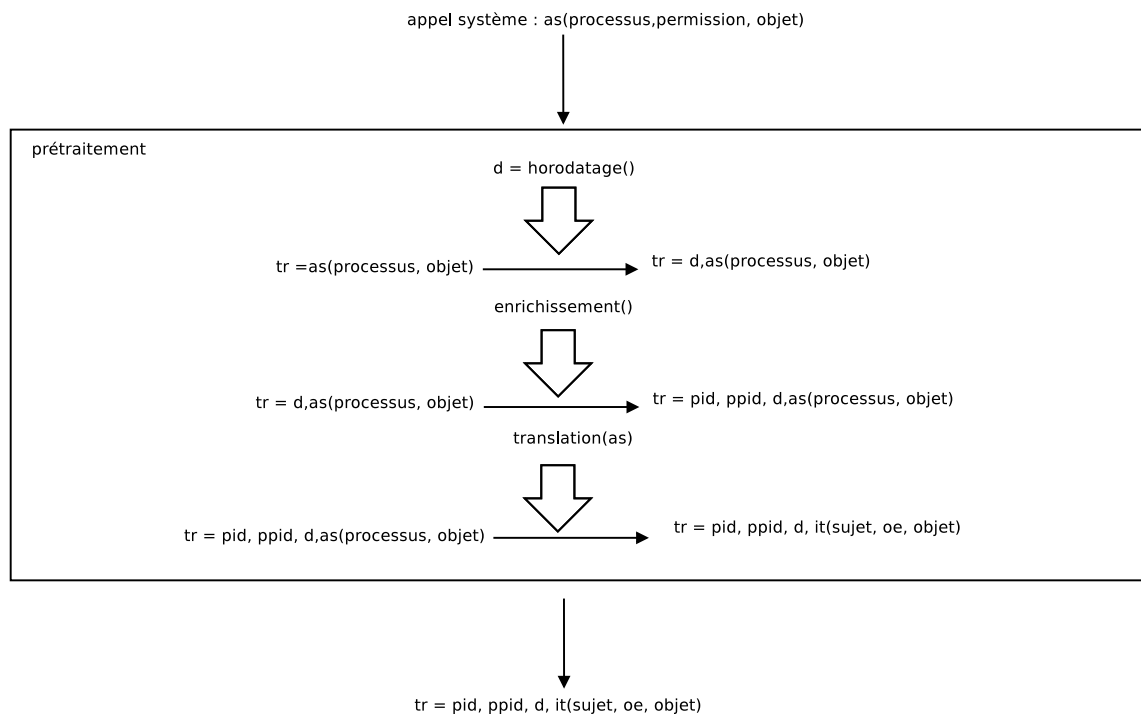 appel système : as(processus,permission, objet)
prétraitement
d = horodatage()
tr =as(processus, objet)
tr = d,as(processus, objet)
enrichissement()
tr = d,as(processus, objet)
tr = pid, ppid, d,as(processus, objet)
translation(as)
tr = pid, ppid, d,as(processus, objet)
tr = pid, ppid, d, it(sujet, oe, objet)
tr = pid, ppid, d, it(sujet, oe, objet)